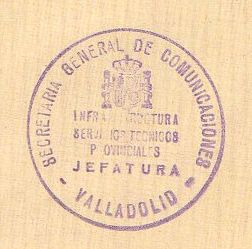 SECRETARIA GENERAL DE COMUNICACIONES
INFRAESTRUCTURA
SERVICIOS TECNICOS
PROVINCIALES
JEFATURA
- VALLADOLID -